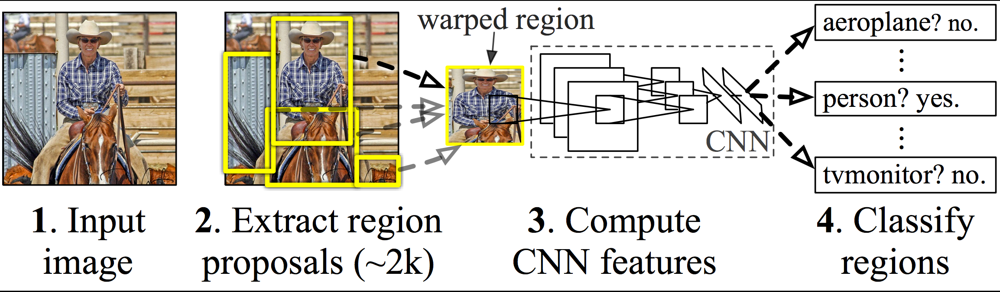 warped region
aeroplane? no.
person? yes.
CNN
tvmonitor? no.
1. Input
image
2. Extract region
proposals (~2k)
3. Compute
CNN features
4. Classify
regions